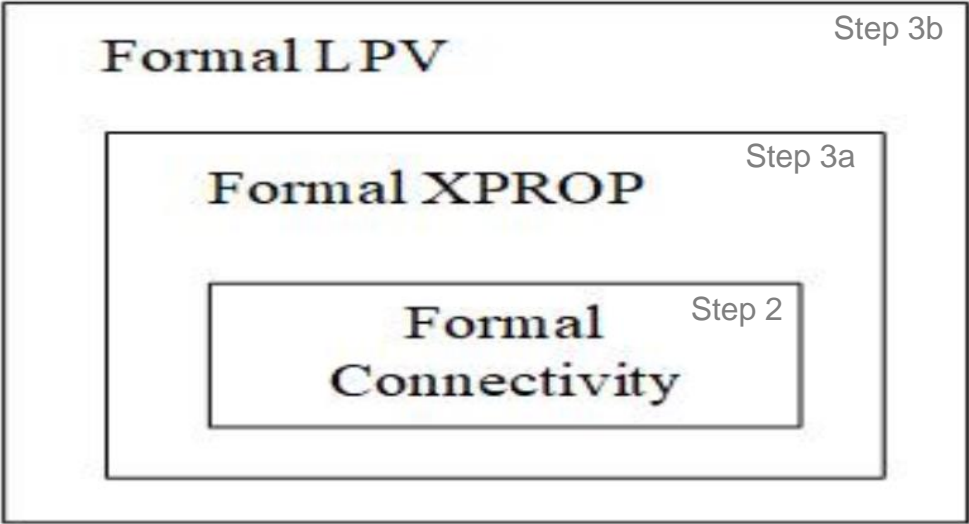 Step 3b
Formal LPV
Step 3a
Formal XPROP
Step 2
Formal
Connectivity